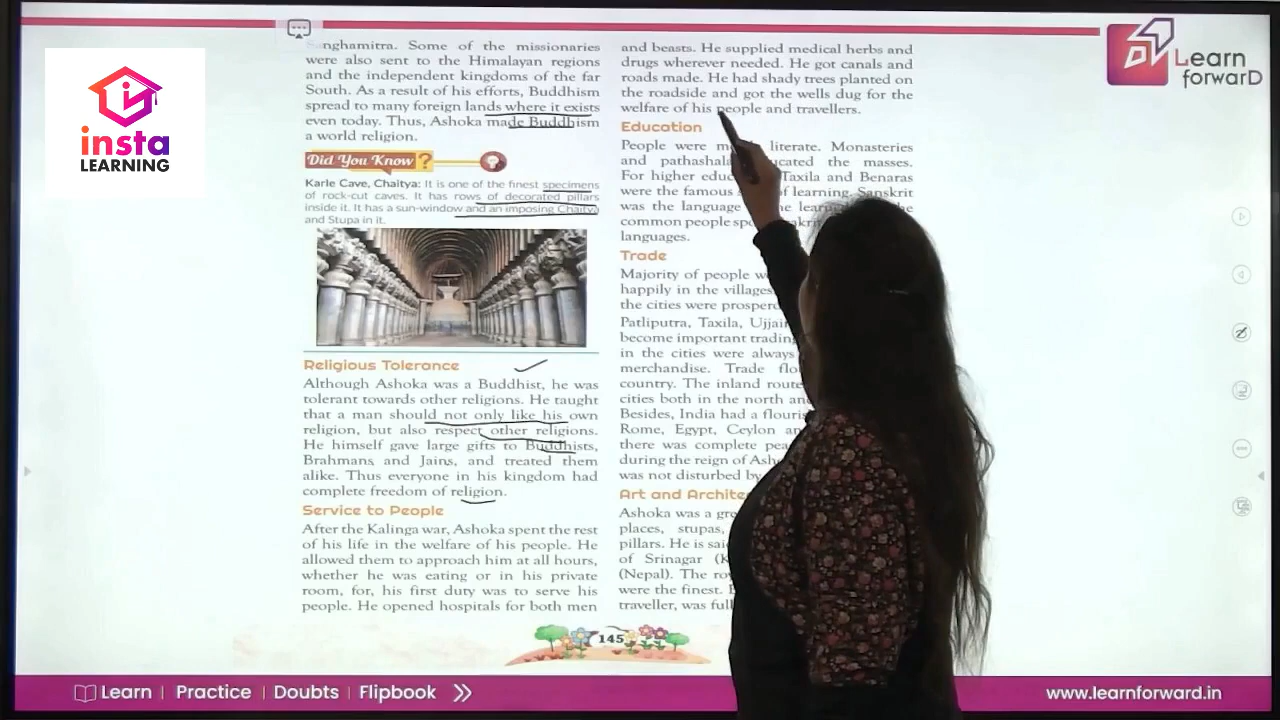 insta
LEARNING
Learn
forwarD
anghamitra. Some of the missionaries
were also sent to the Himalayan regions
and the independent kingdoms of the far
South. As a result of his efforts, Buddhism
spread to many foreign lands where it exists
even today. Thus, Ashoka made Buddhism
a world religion.
Did You Know ?
Karle Cave, Chaitya: It is one of the finest specimens
of rock-cut caves. It has rows of decorated pillars
inside it. It has a sun-window and an imposing Chaitya
and Stupa in it.
Religious Tolerance
Although Ashoka was a Buddhist, he was
tolerant towards other religions. He taught
that a man should not only like his own
religion, but also respect other religions.
He himself gave large gifts to Buddhists,
Brahmans and Jains, and treated them
alike. Thus everyone in his kingdom had
complete freedom of religion.
Service to People
After the Kalinga war, Ashoka spent the rest
of his life in the welfare of his people. He
allowed them to approach him at all hours,
whether he was eating or in his private
room, for, his first duty was to serve his
people. He opened hospitals for both men
and beasts. He supplied medical herbs and
drugs wherever needed. He got canals and
roads made. He had shady trees planted on
the roadside and got the wells dug for the
welfare of his people and travellers.
Education
People were literate. Monasteries
and the masses.
For higher Taxila and Benaras
were the famous of learning. Sanskrit
was the language
common people
languages.
Trade
Majority of people
happily in the villages
the cities were
Patliputra, Taxila,
become important trading
in the cities were always
merchandise. Trade
country. The inland
cities both in the north
Besides, India had a
Rome, Egypt, Ceylon
there was complete
during the reign of
was not disturbed by
Art and
Ashoka was a
places, stupas,
pillars. He is
of Srinagar
(Nepal). The
were the finest.
traveller, was
145
Learn | Practice | Doubts | Flipbook
www.learnforward.in